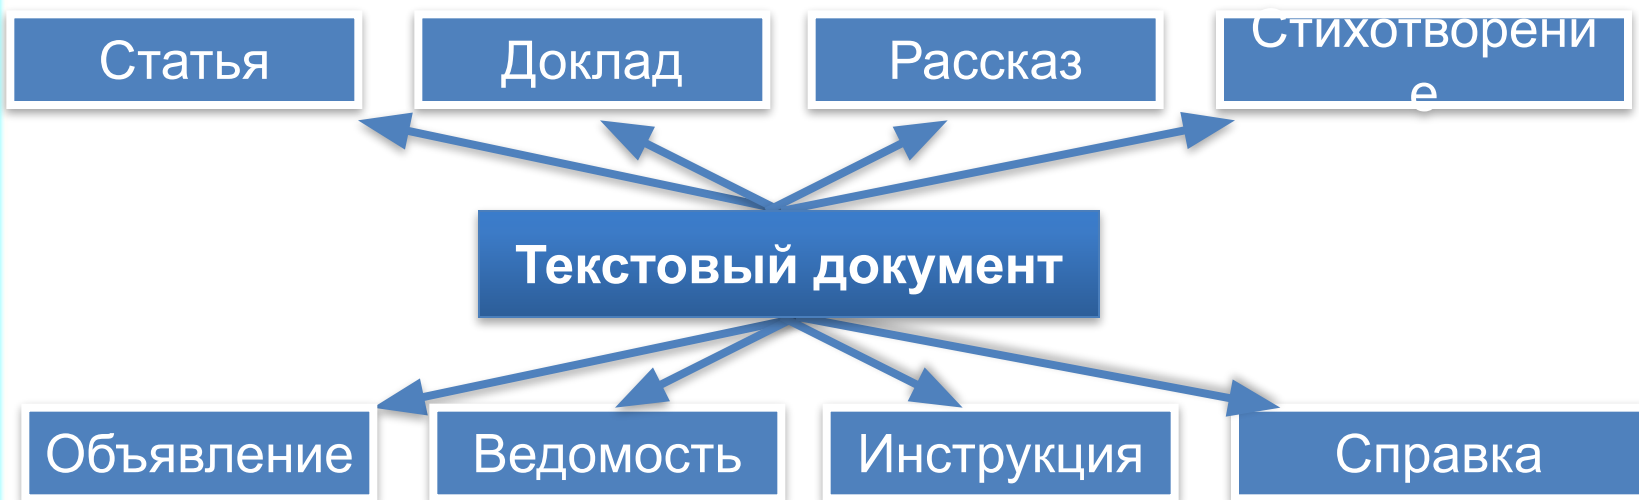 Статья
Доклад
Рассказ
Стихотворени
е
Текстовый документ
Объявление
Ведомость
Инструкция
Справка